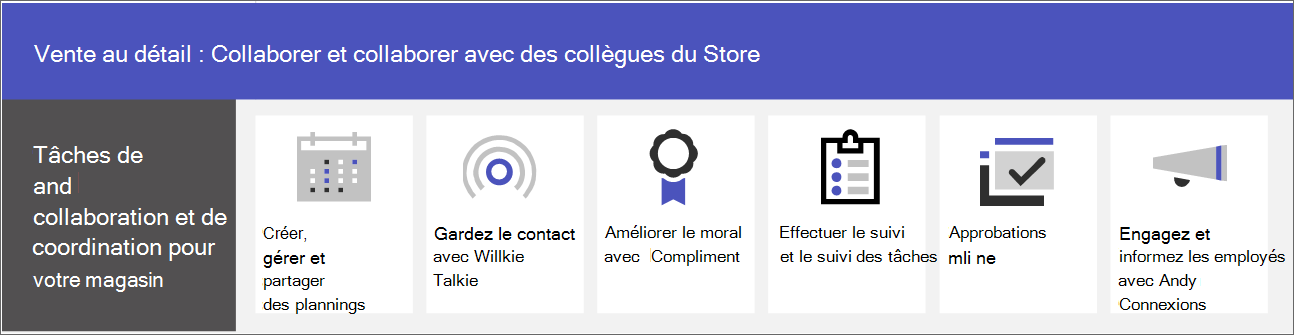 Vente au détail : Collaborer et collaborer avec des collègues du Store
Tâches de
and
collaboration et de
coordination pour
votre magasin
Créer,
gérer et
partager
des plannings
Gardez le contact
avec Willkie
Talkie
Améliorer le moral
avec Compliment
Effectuer le suivi
et le suivi des tâches
Approbations
mli ne
Engagez et
informez les employés
avec Andy
Connexions